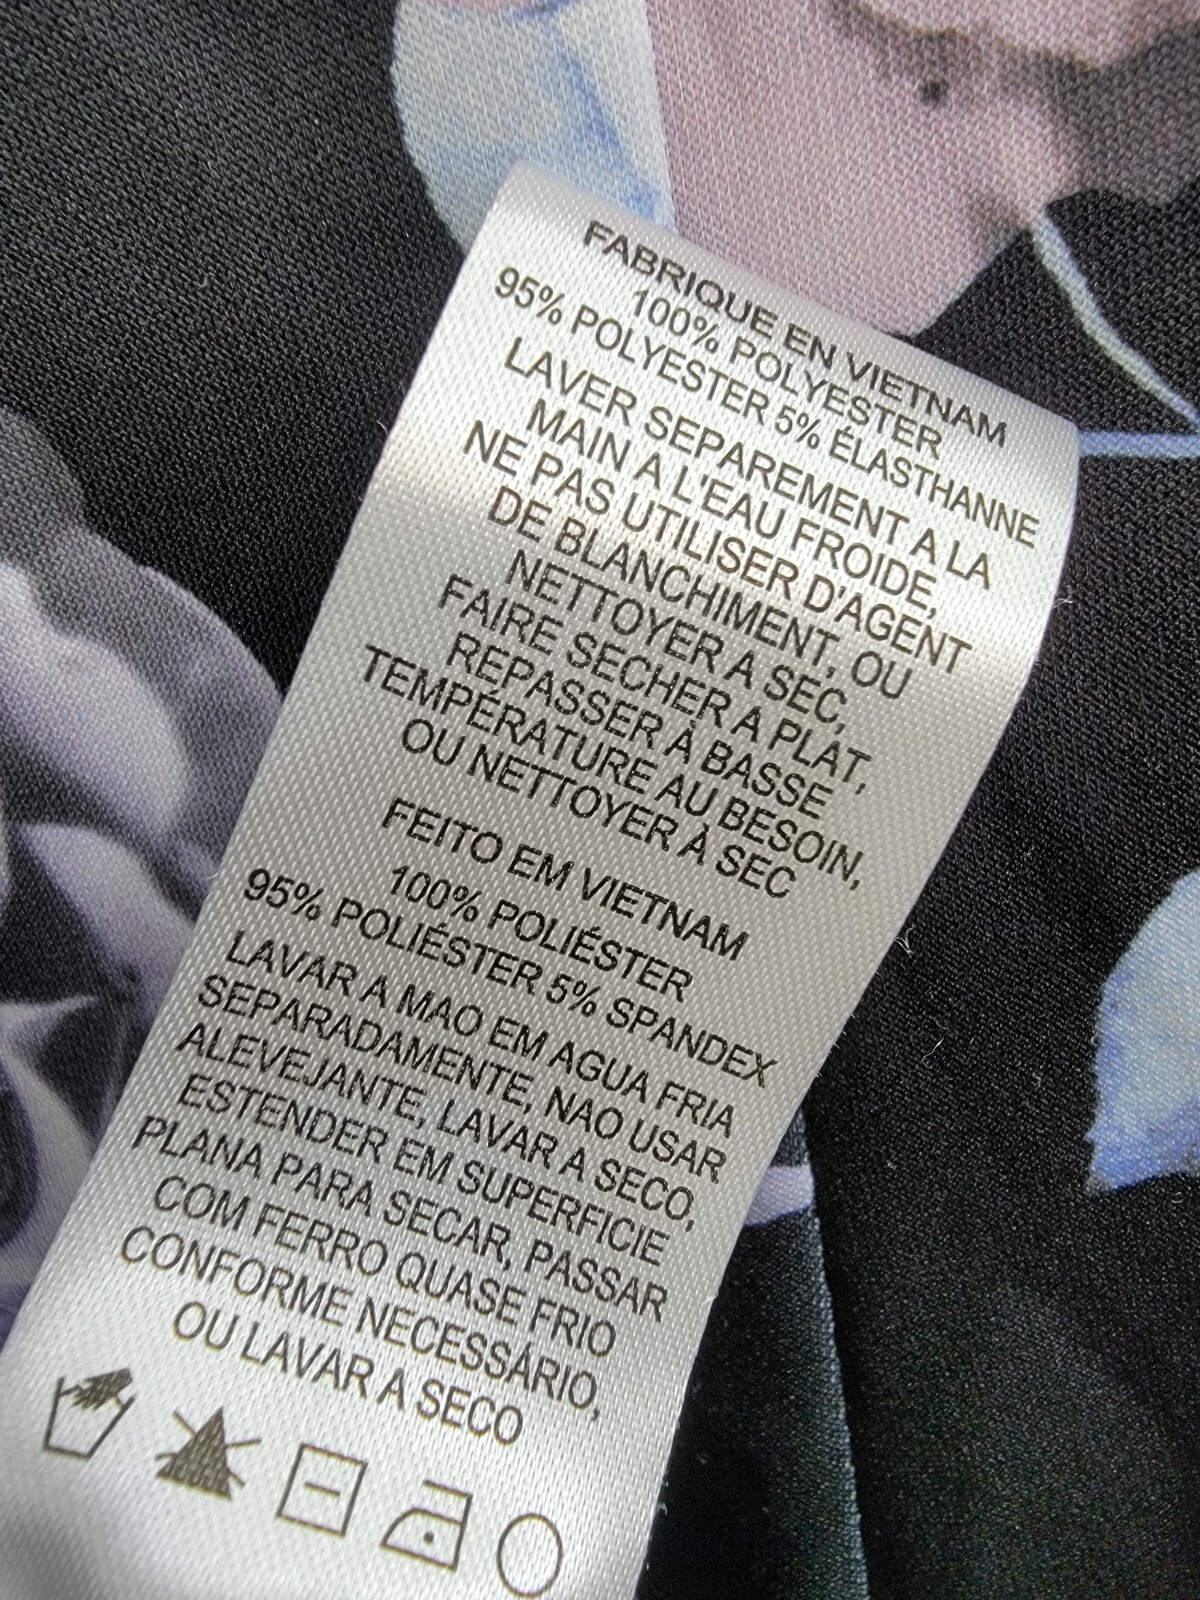 FABRIQUE EN VIETNAM
100% POLYESTER
95% POLYESTER 5% ÉLASTHANNE
LAVER SEPAREMENT A LA
MAIN A L'EAU FROIDE,
NE PAS UTILISER D'AGENT
DE BLANCHIMENT, OU
NETTOYER A SEC,
FAIRE SECHER A PLAT,
REPASSER À BASSE
TEMPÉRATURE AU BESOIN,
OU NETTOYER À SEC
FEITO EM VIETNAM
100% POLIÉSTER
95% POLIÉSTER 5% SPANDEX
LAVAR A MAO EM AGUA FRIA
SEPARADAMENTE, NAO USAR
ALEVEJANTE, LAVAR A SECO,
ESTENDER EM SUPERFICIE
PLANA PARA SECAR, PASSAR
COM FERRO QUASE FRIO
CONFORME NECESSÁRIO,
OU LAVAR A SECO